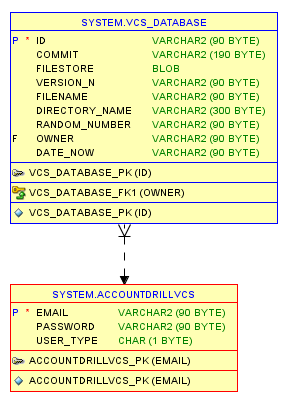 SYSTEM.VCS_DATABASE
P * ID VARCHAR2 (90 BYTE)
COMMIT VARCHAR2 (190 BYTE)
FILESTORE BLOB
VERSION_N VARCHAR2 (90 BYTE)
FILENAME VARCHAR2 (90 BYTE)
DIRECTORY_NAME VARCHAR2 (300 BYTE)
RANDOM_NUMBER VARCHAR2 (90 BYTE)
F OWNER VARCHAR2 (90 BYTE)
DATE_NOW VARCHAR2 (90 BYTE)
VCS_DATABASE_PK (ID)
VCS_DATABASE_FK1 (OWNER)
VCS_DATABASE_PK (ID)
SYSTEM.ACCOUNTDRILLVCS
P * EMAIL VARCHAR2 (90 BYTE)
PASSWORD VARCHAR2 (90 BYTE)
USER_TYPE CHAR (1 BYTE)
ACCOUNTDRILLVCS_PK (EMAIL)
ACCOUNTDRILLVCS_PK (EMAIL)